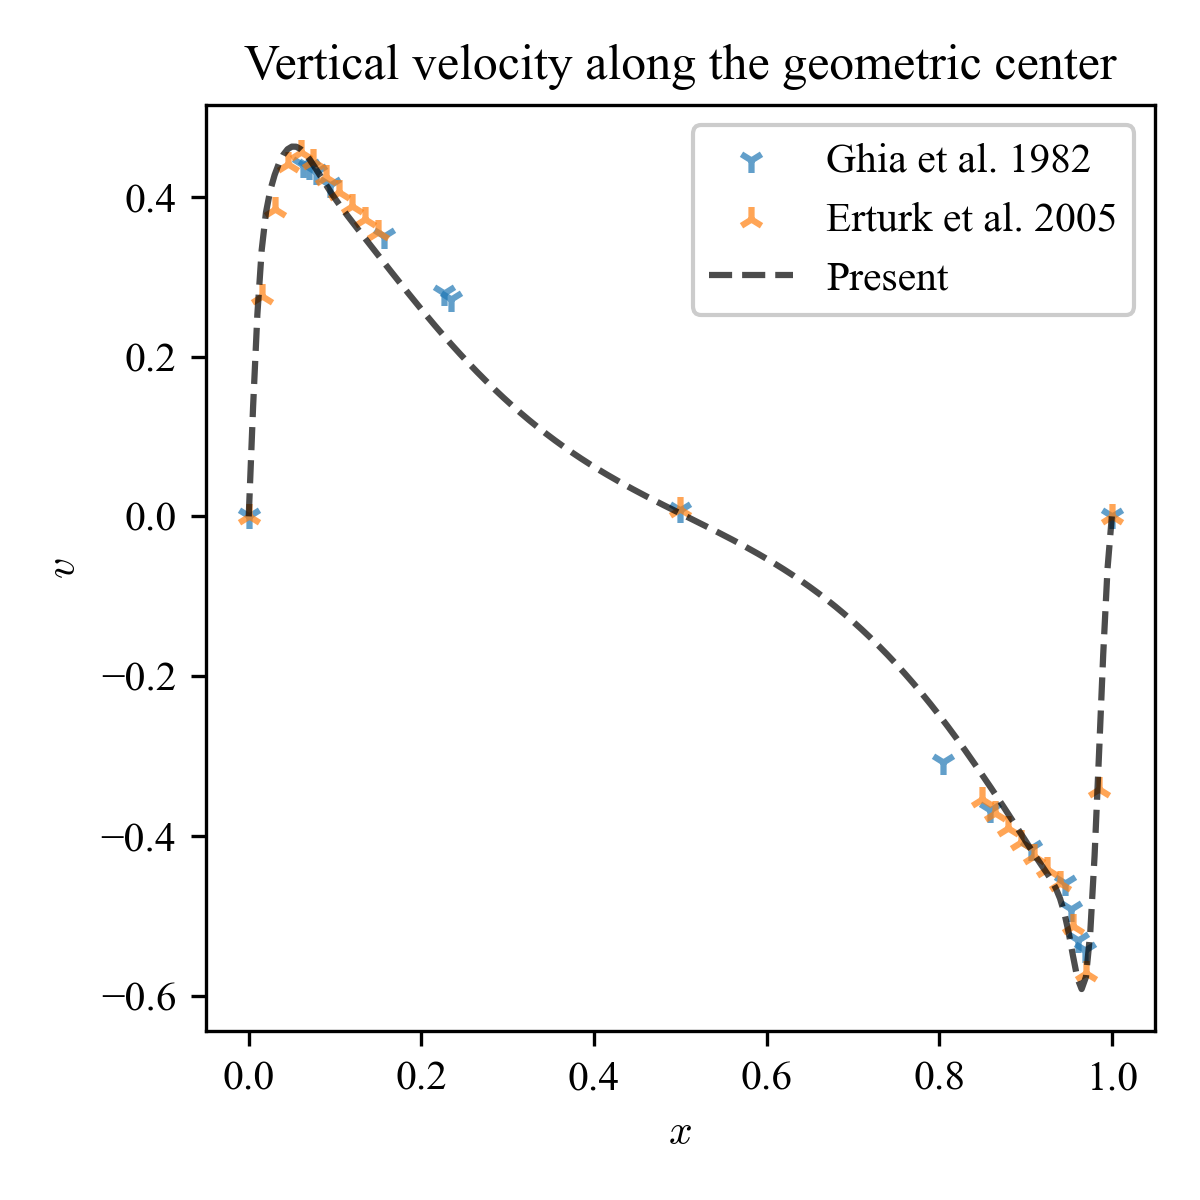 Vertical velocity along the geometric center
Ghia et al. 1982
Erturk et al. 2005
Present
0.4
0.2
0.0
−0.2
−0.4
−0.6
v
0.0 0.2 0.4 0.6 0.8 1.0
x